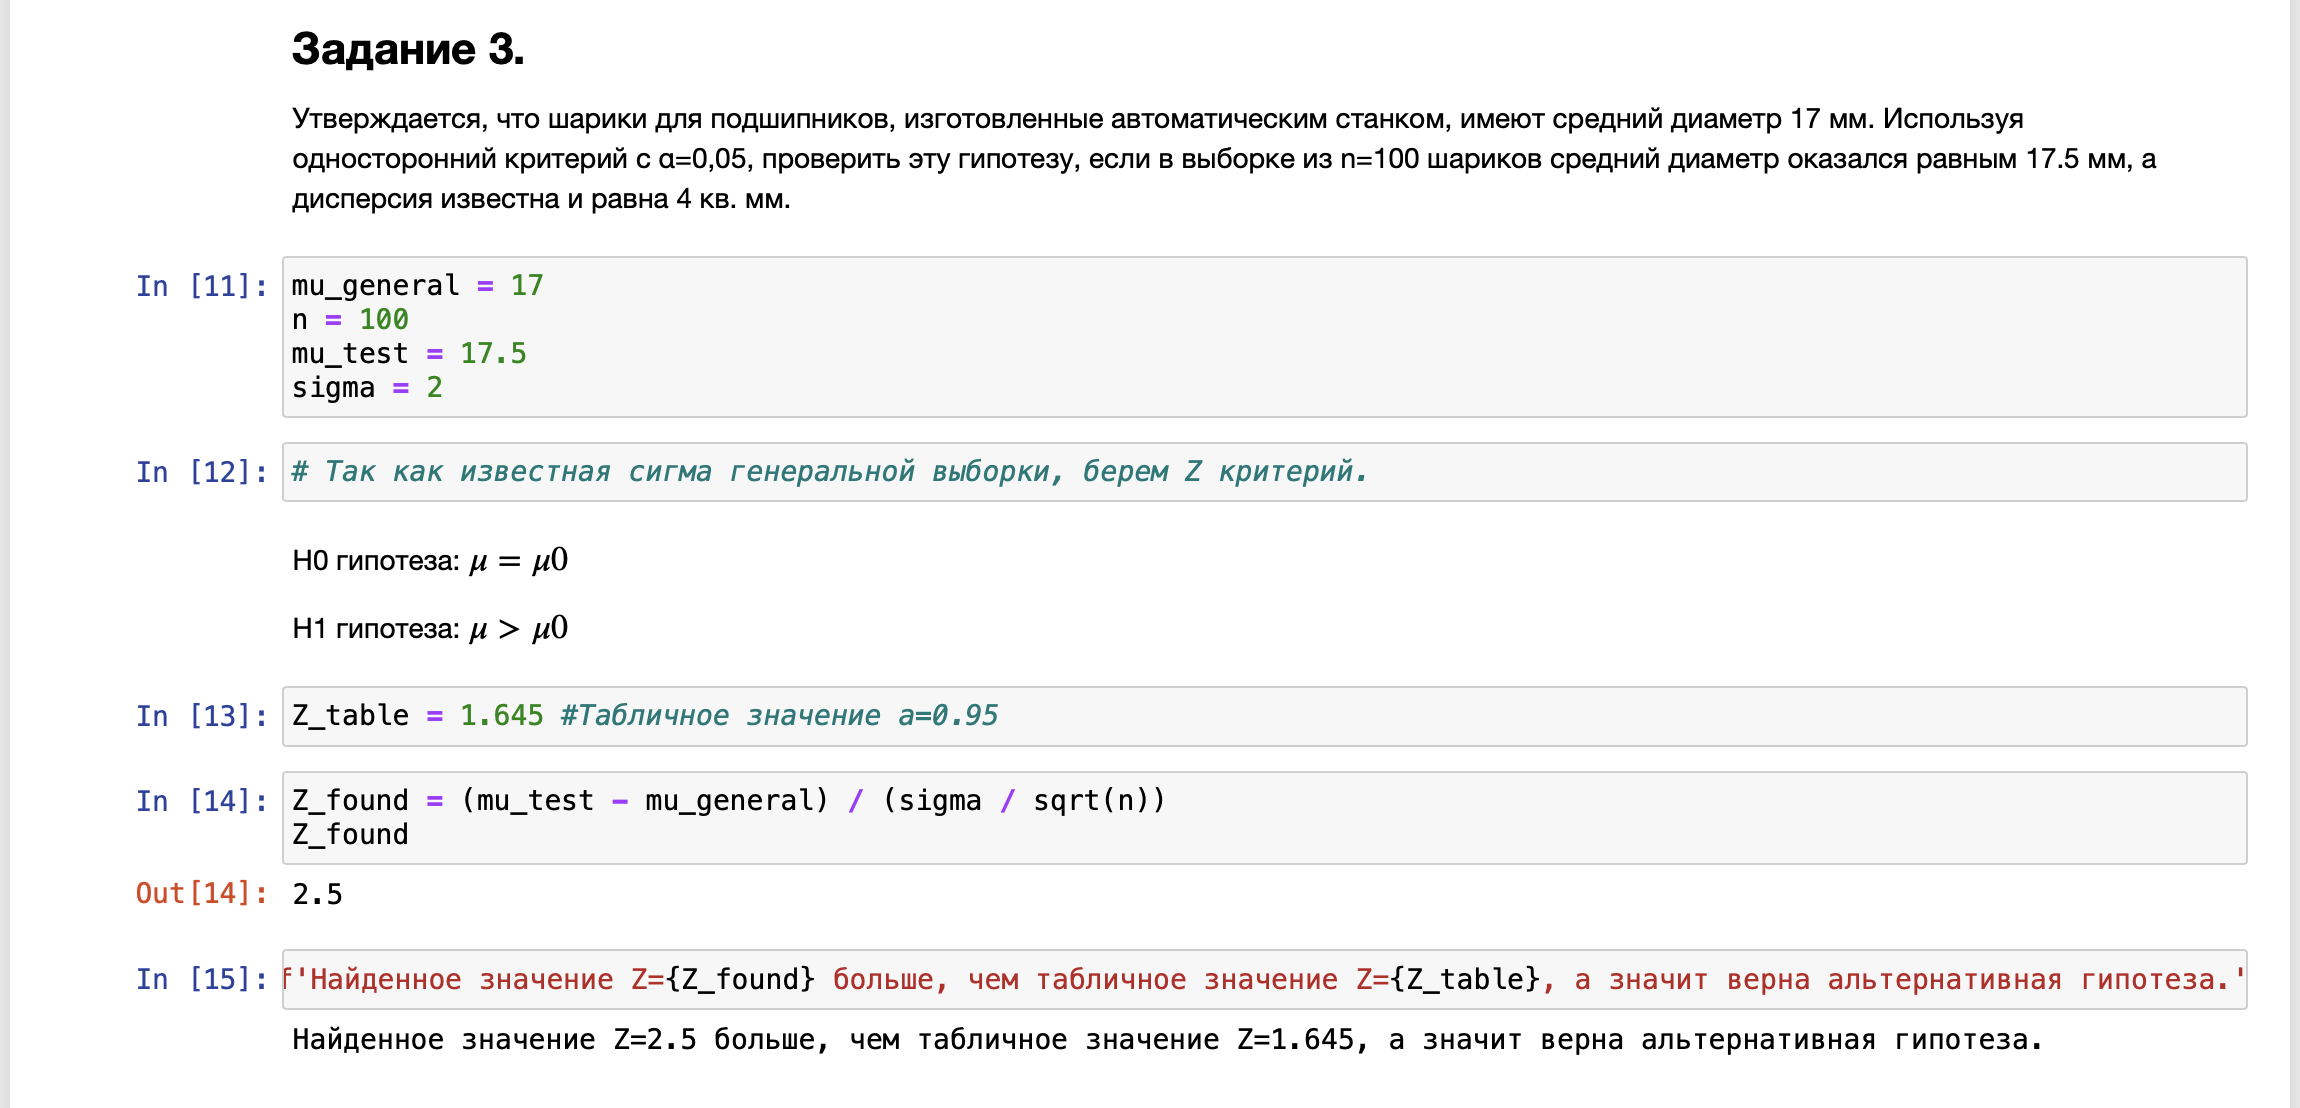 Задание 3.
Утверждается, что шарики для подшипников, изготовленные автоматическим станком, имеют средний диаметр 17 мм. Используя
односторонний критерий с α=0,05, проверить эту гипотезу, если в выборке из n=100 шариков средний диаметр оказался равным 17.5 мм, а
дисперсия известна и равна 4 кв. мм.
In [11]: mu_general = 17
n = 100
mu_test = 17.5
sigma = 2
In [12]: # Так как известная сигма генеральной выборки, берем Z критерий.
H0 гипотеза: μ = μ0
H1 гипотеза: μ > μ0
In [13]: Z_table = 1.645 #Табличное значение a=0.95
In [14]: Z_found = (mu_test - mu_general) / (sigma / sqrt(n))
Z_found
Out[14]: 2.5
In [15]: f'Найденное значение Z={Z_found} больше, чем табличное значение Z={Z_table}, а значит верна альтернативная гипотеза.'
Найденное значение Z=2.5 больше, чем табличное значение Z=1.645, а значит верна альтернативная гипотеза.